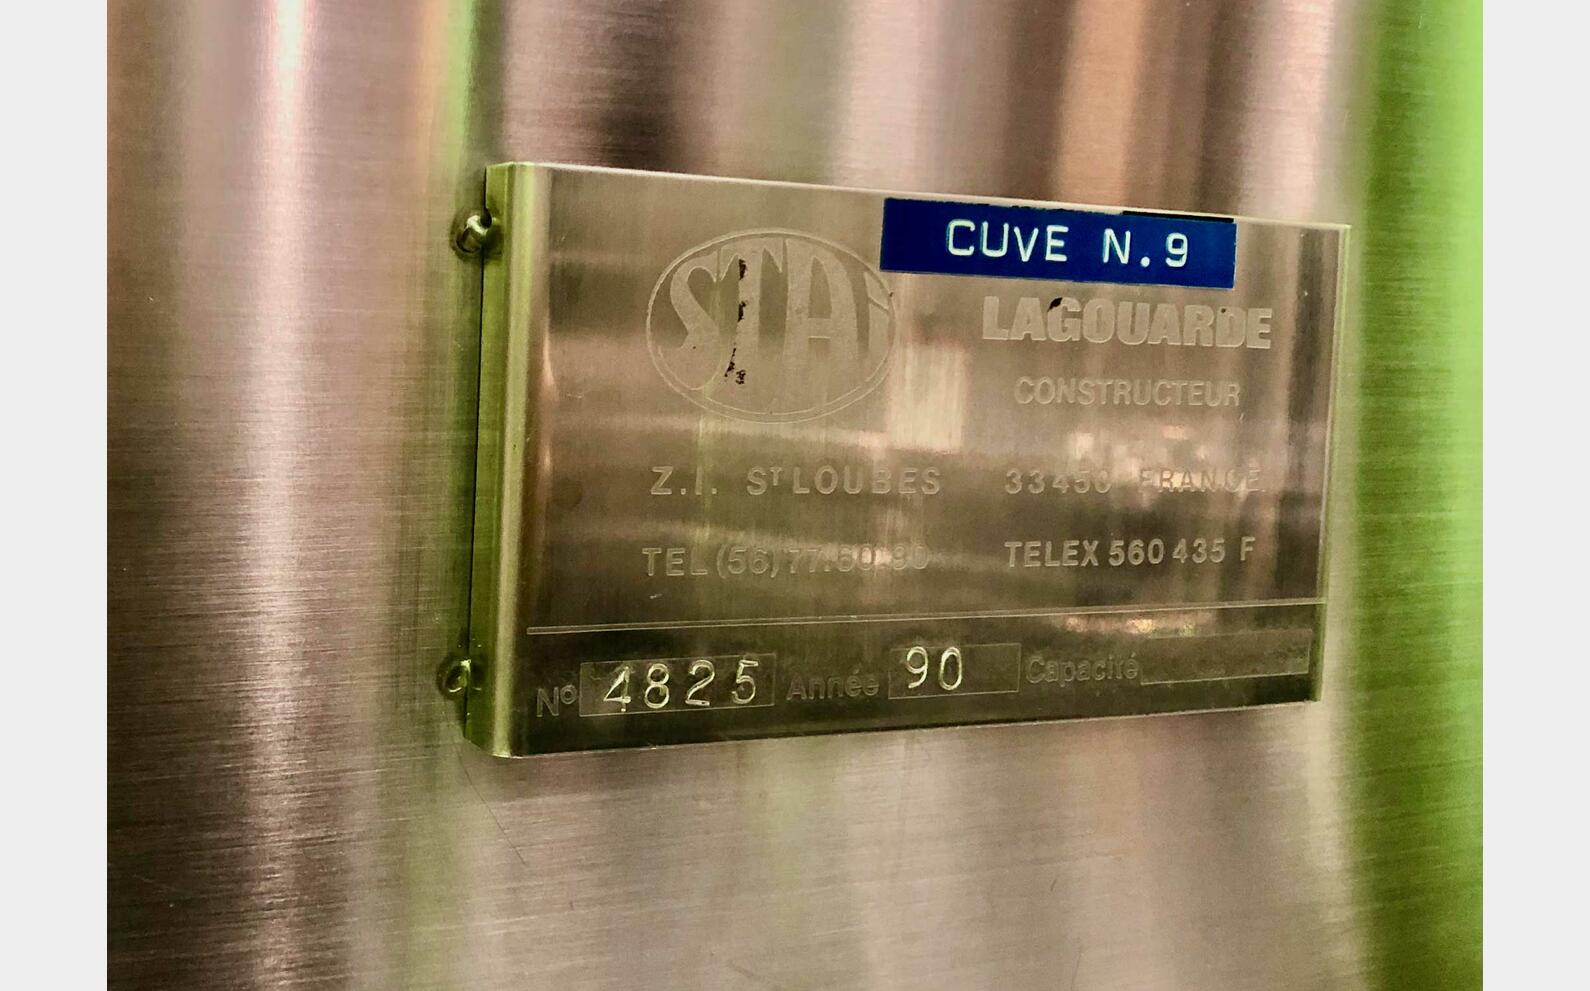 CUVE N.9
STAi
LAGOUARDE
CONSTRUCTEUR
Z.I. ST LOUBES 33450 FRANCE
TEL (56) 77.60.90 TELEX 560 435 F
No 4825 Année 90 Capacité